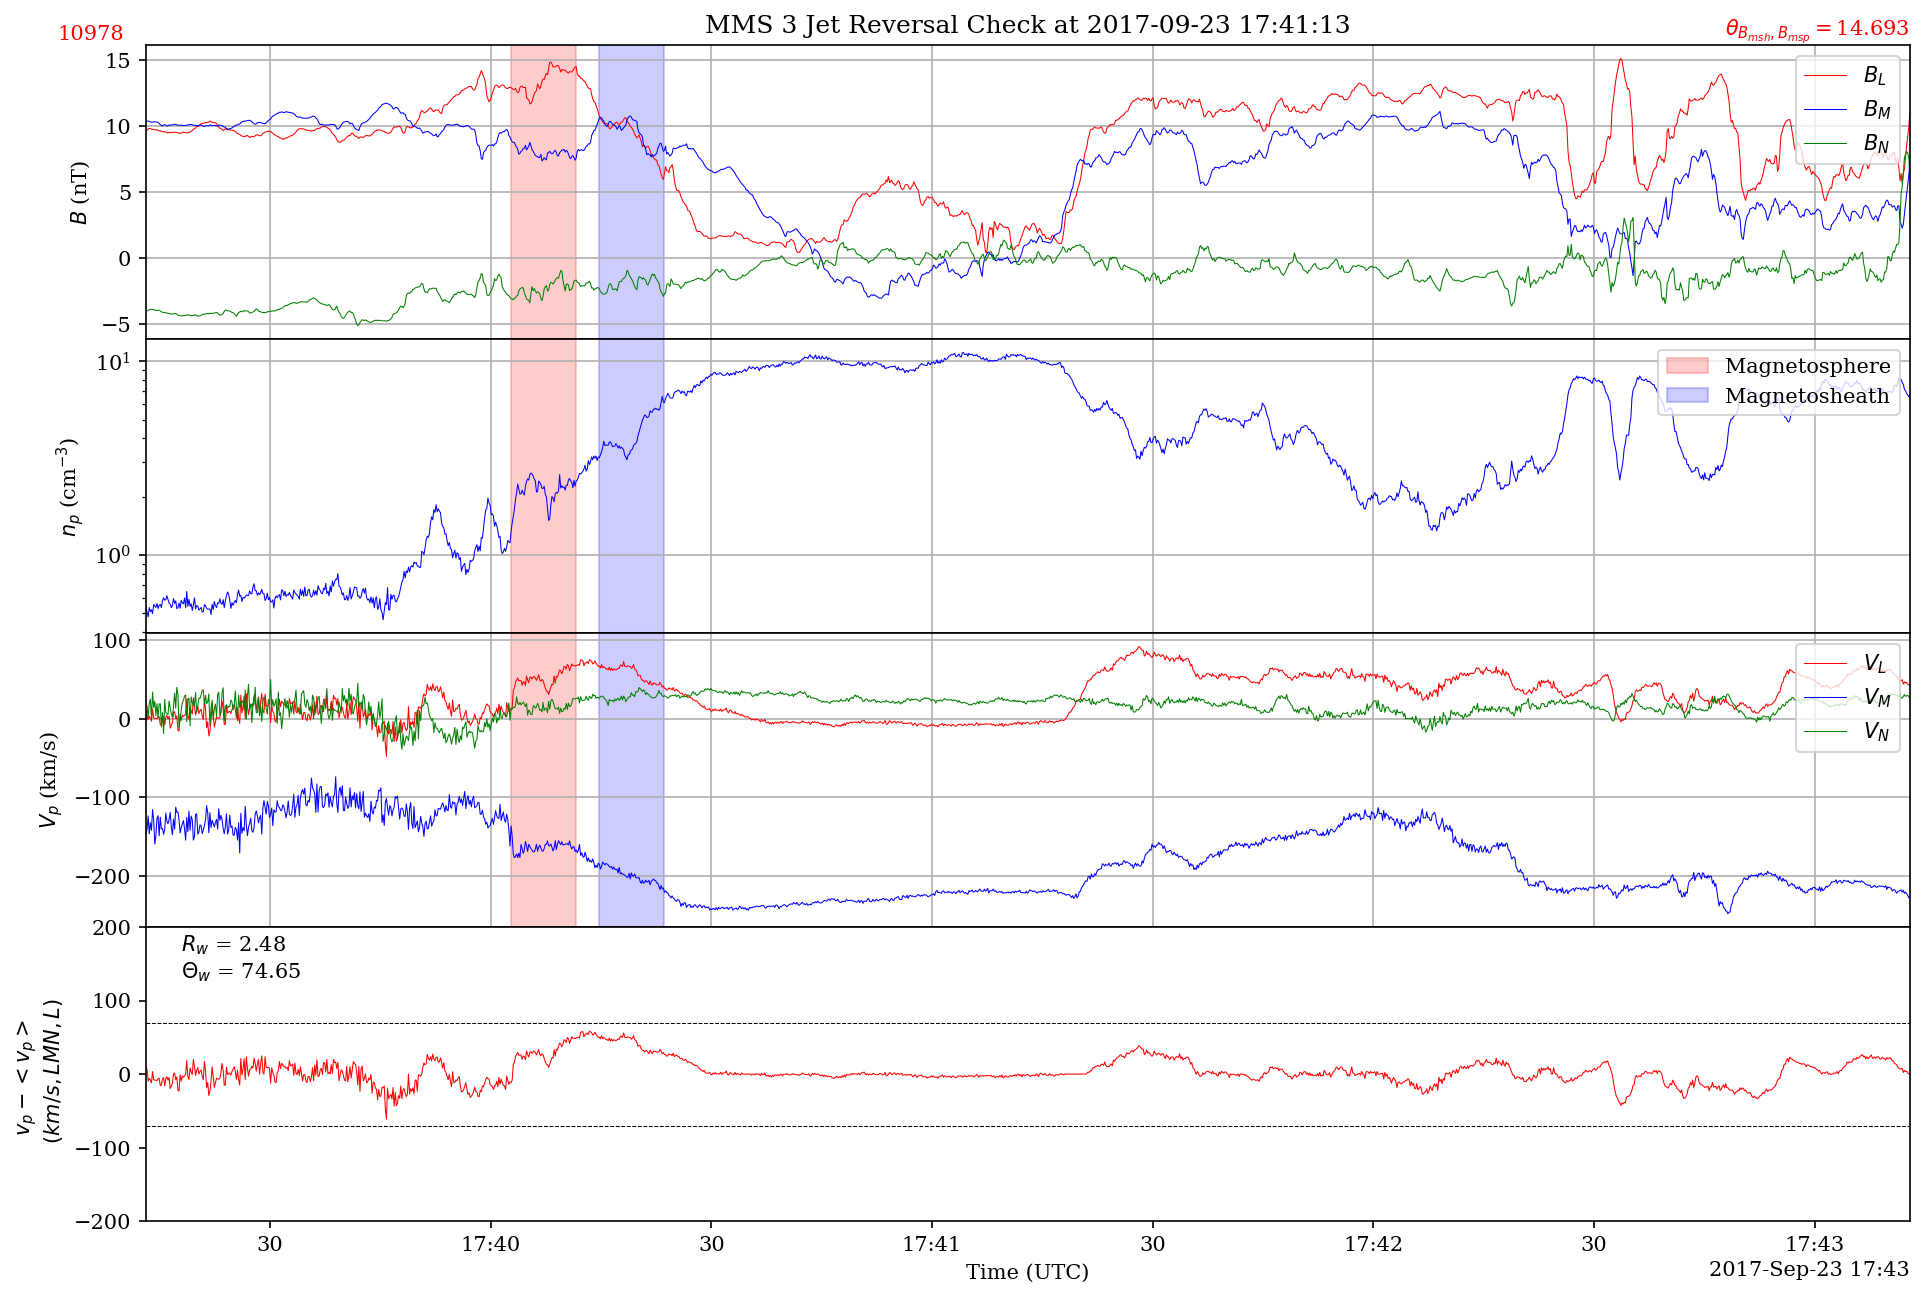 MMS 3 Jet Reversal Check at 2017-09-23 17:41:13
10978
θ_{B_{msh}, B_{msp}} = 14.693
15
10
5
0
−5
B (nT)
B_L
B_M
B_N
10^1
10^0
n_p (cm^{−3})
Magnetosphere
Magnetosheath
100
0
−100
−200
V_p (km/s)
V_L
V_M
V_N
200
100
0
−100
−200
v_p − < v_p >
(km/s, LMN, L)
R_w = 2.48
Θ_w = 74.65
30
17:40
30
17:41
30
17:42
30
17:43
Time (UTC)
2017-Sep-23 17:43